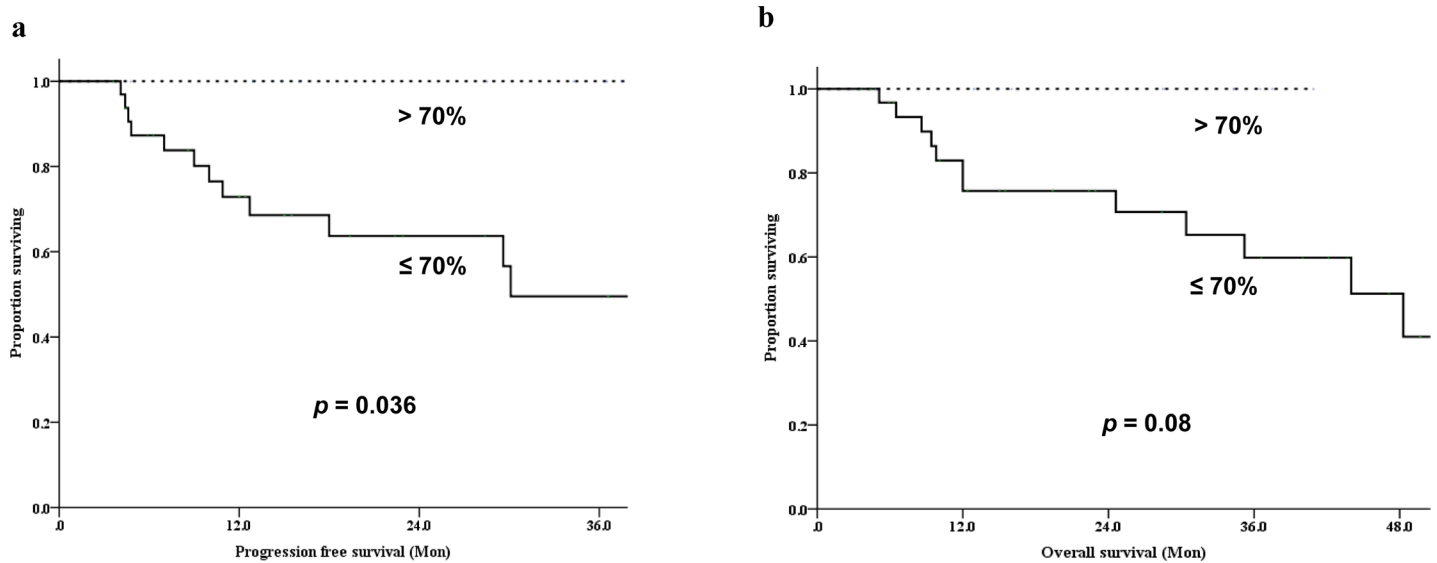 a
1.0
0.8
0.6
0.4
0.2
0.0
Proportion surviving
> 70%
≤ 70%
p = 0.036
.0 12.0 24.0 36.0
Progression free survival (Mon)
b
1.0
0.8
0.6
0.4
0.2
0.0
Proportion surviving
> 70%
≤ 70%
p = 0.08
.0 12.0 24.0 36.0 48.0
Overall survival (Mon)